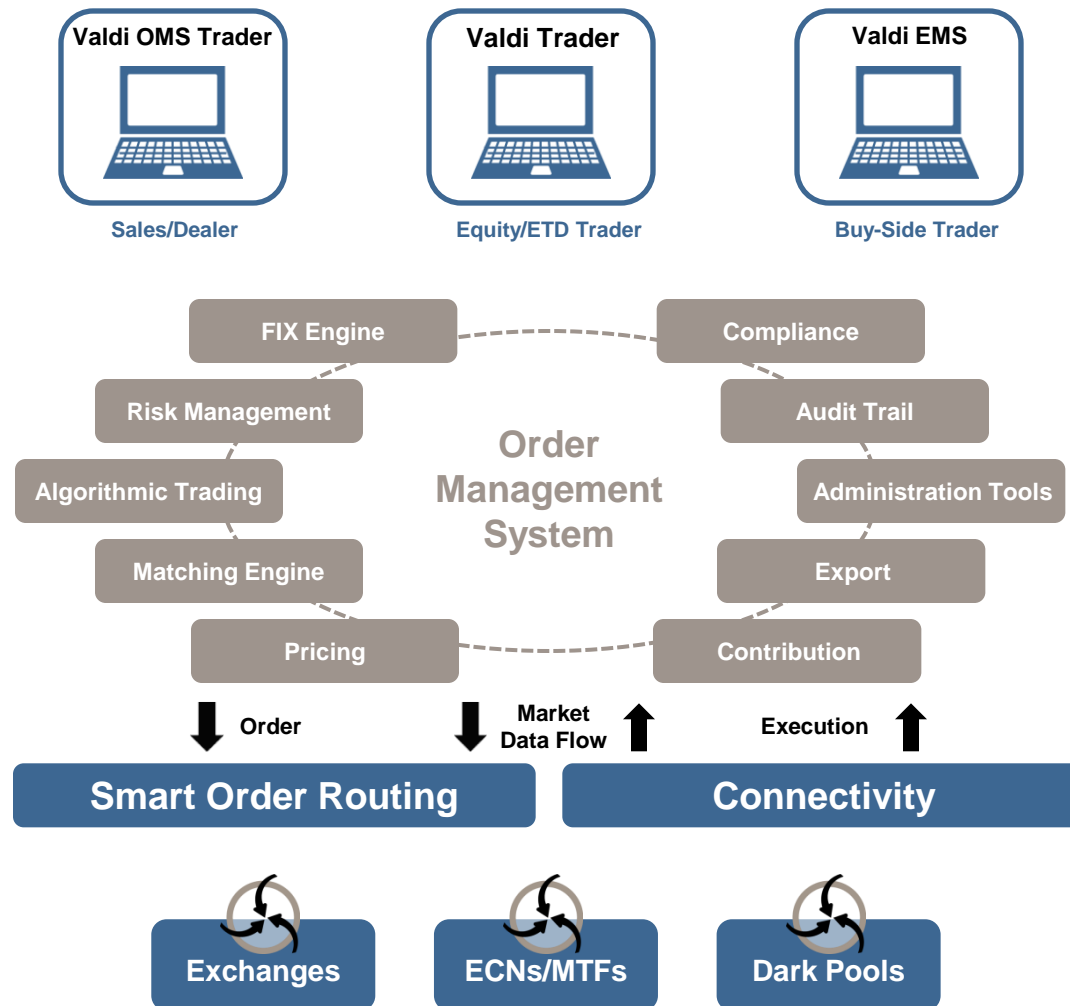 Valdi OMS Trader
Valdi Trader
Valdi EMS
Sales/Dealer
Equity/ETD Trader
Buy-Side Trader
FIX Engine
Compliance
Risk Management
Audit Trail
Order
Management
System
Algorithmic Trading
Administration Tools
Matching Engine
Export
Pricing
Contribution
Order
Market
Data Flow
Execution
Smart Order Routing
Connectivity
Exchanges
ECNs/MTFs
Dark Pools